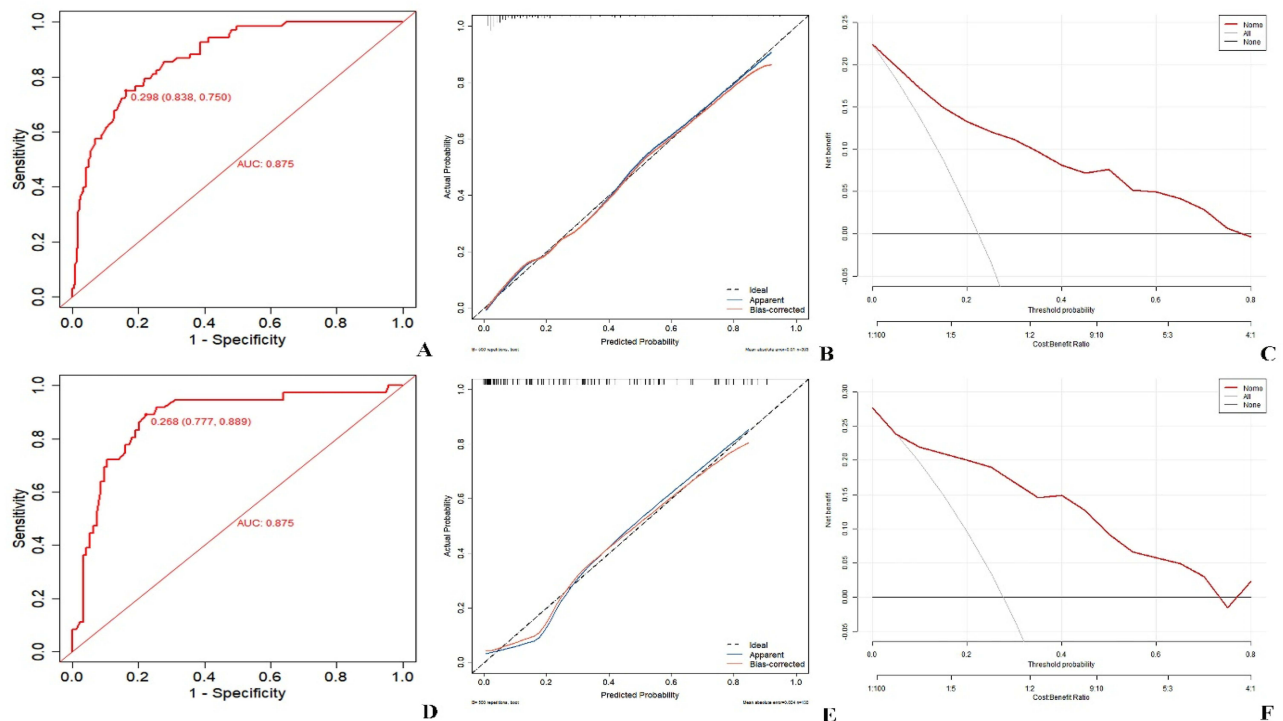 1.0
0.8
0.6
0.4
0.2
0.0
Sensitivity
0.298 (0.838, 0.750)
AUC: 0.875
0.0 0.2 0.4 0.6 0.8 1.0
1 - Specificity
A
1.0
0.8
0.6
0.4
0.2
0.0
Actual Probability
Ideal
Apparent
Bias-corrected
0.0 0.2 0.4 0.6 0.8 1.0
Predicted Probability
B
Nomo
All
None
0.25
0.20
0.15
0.10
0.05
0.00
-0.05
Net benefit
0.0 0.2 0.4 0.6 0.8
Threshold probability
1:100 1:5 1:2 9:10 5:3 4:1
Cost:Benefit Ratio
C
1.0
0.8
0.6
0.4
0.2
0.0
Sensitivity
0.268 (0.777, 0.889)
AUC: 0.875
0.0 0.2 0.4 0.6 0.8 1.0
1 - Specificity
D
1.0
0.8
0.6
0.4
0.2
0.0
Actual Probability
Ideal
Apparent
Bias-corrected
0.0 0.2 0.4 0.6 0.8 1.0
Predicted Probability
E
Nomo
All
None
0.30
0.25
0.20
0.15
0.10
0.05
0.00
-0.05
Net benefit
0.0 0.2 0.4 0.6 0.8
Threshold probability
1:100 1:5 1:2 9:10 5:3 4:1
Cost:Benefit Ratio
F